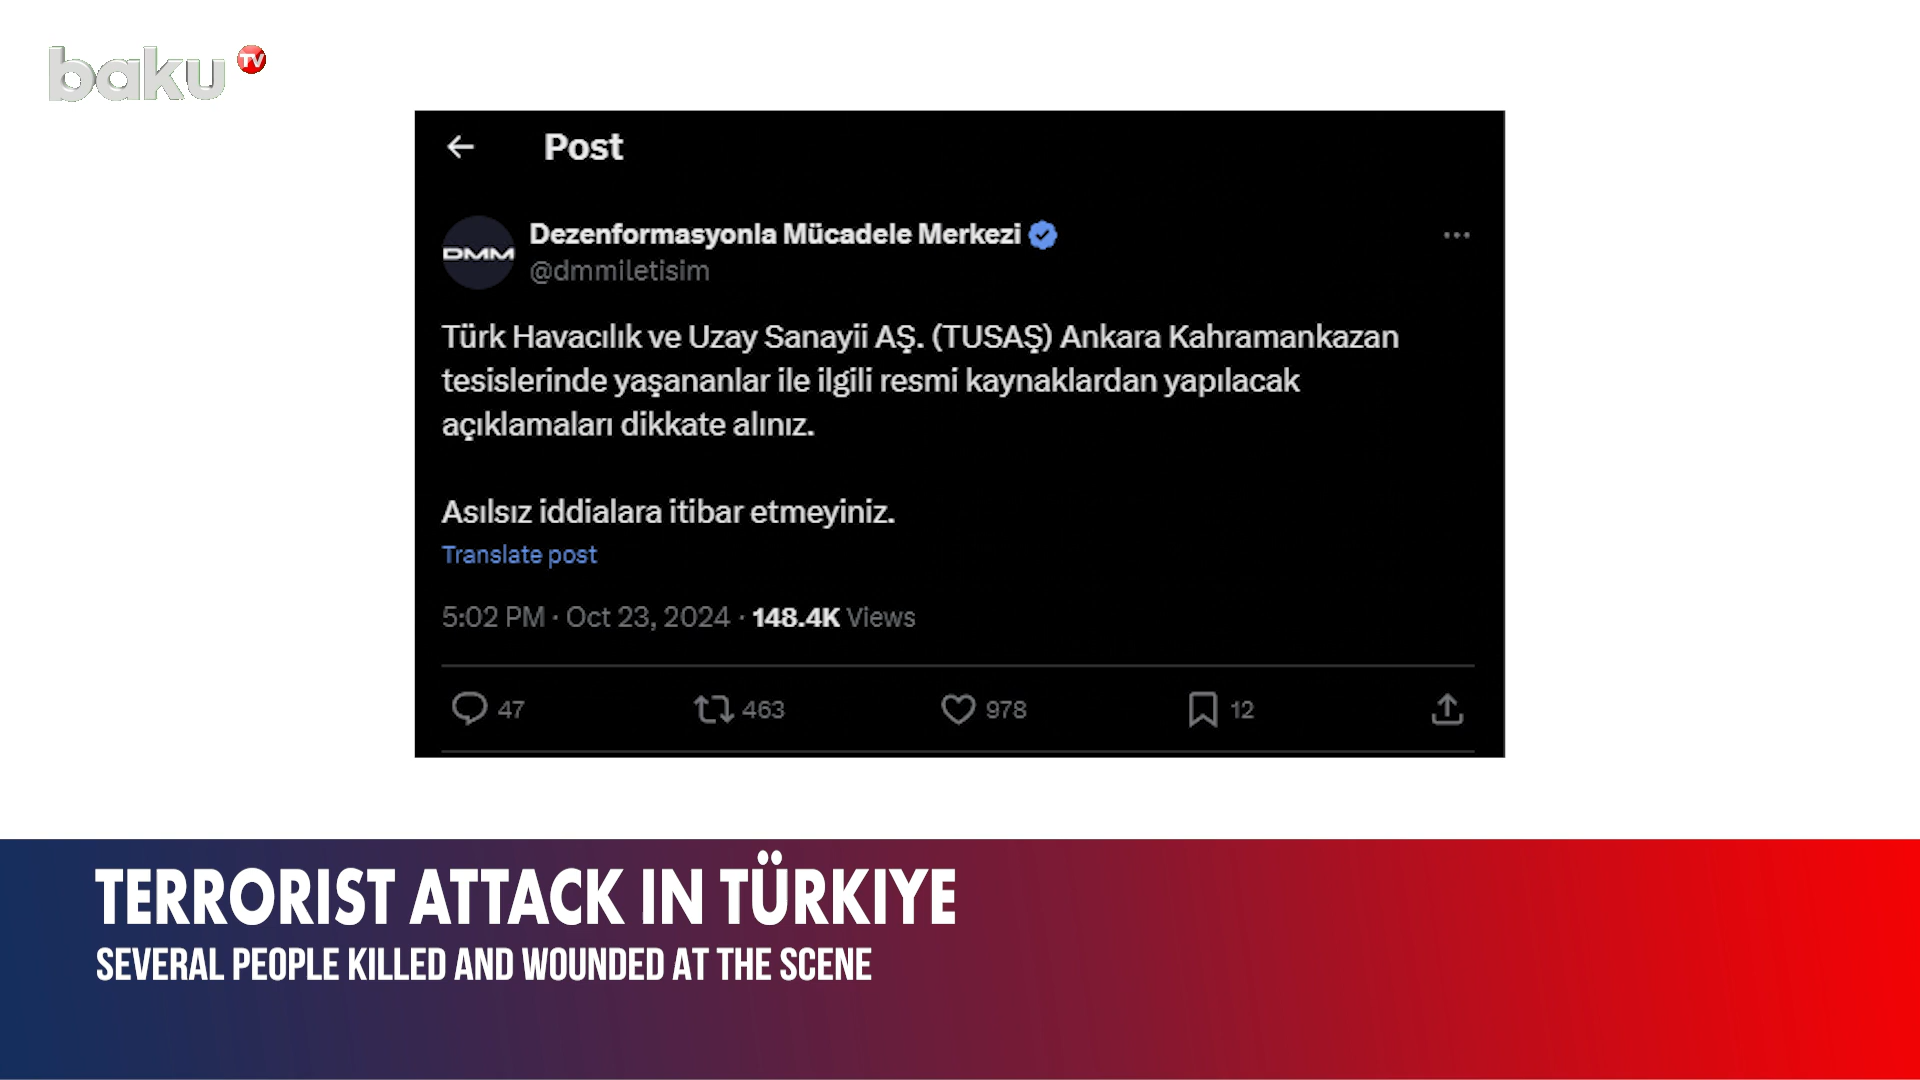 baku TV
Post
DMM
Dezenformasyonla Mücadele Merkezi
@dmmiletisim
Türk Havacılık ve Uzay Sanayii AŞ. (TUSAŞ) Ankara Kahramankazan
tesislerinde yaşananlar ile ilgili resmi kaynaklardan yapılacak
açıklamaları dikkate alınız.
Asılsız iddialara itibar etmeyiniz.
Translate post
5:02 PM · Oct 23, 2024 · 148.4K Views
47 463 978 12
TERRORIST ATTACK IN TÜRKIYE
SEVERAL PEOPLE KILLED AND WOUNDED AT THE SCENE